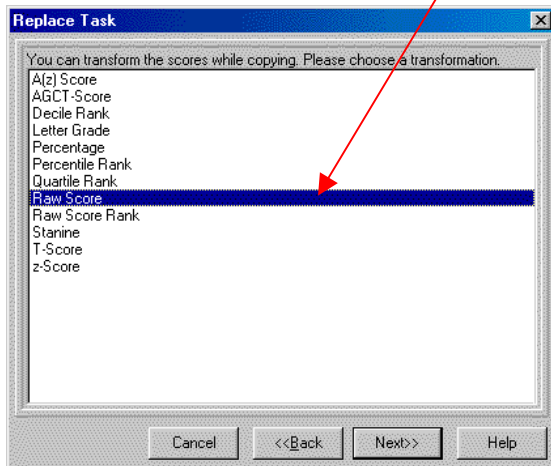 Replace Task
You can transform the scores while copying. Please choose a transformation.
A(z) Score
AGCT-Score
Decile Rank
Letter Grade
Percentage
Percentile Rank
Quartile Rank
Raw Score
Raw Score Rank
Stanine
T-Score
z-Score
Cancel <<Back Next>> Help